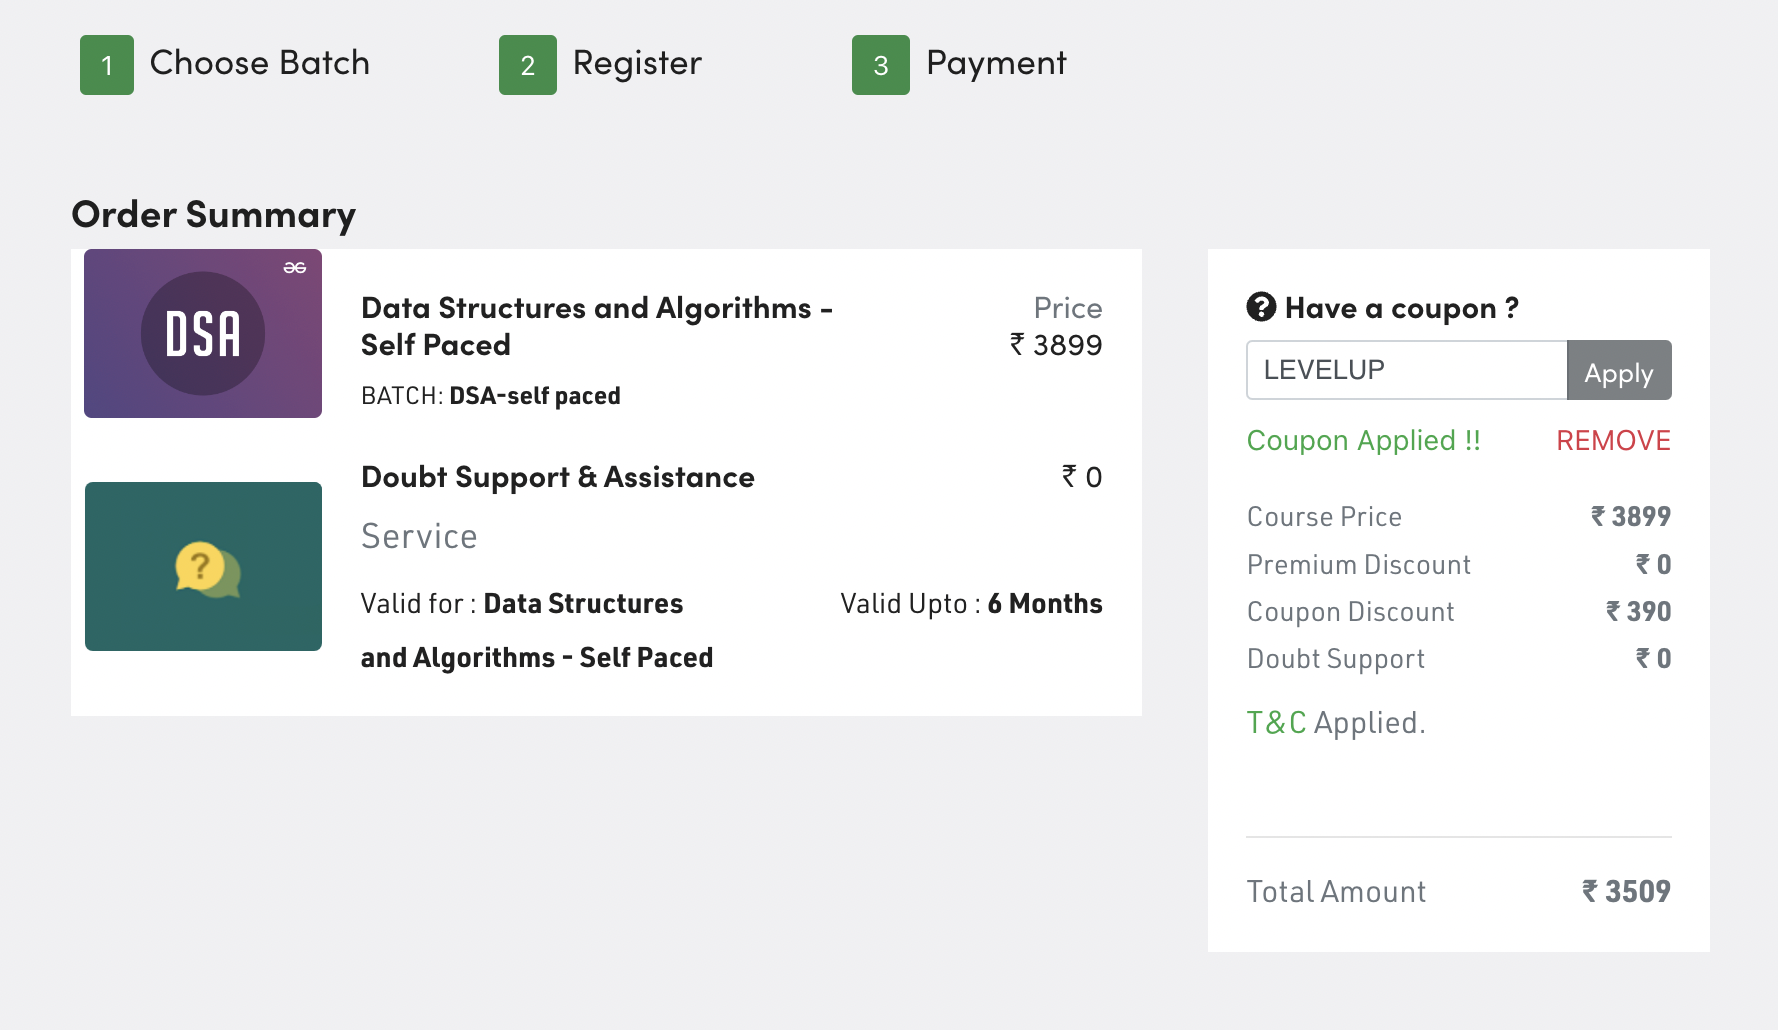 1 Choose Batch
2 Register
3 Payment
Order Summary
DSA
Data Structures and Algorithms -
Self Paced
Price
₹ 3899
BATCH: DSA-self paced
Doubt Support & Assistance
₹ 0
?
Service
Valid for : Data Structures
and Algorithms - Self Paced
Valid Upto : 6 Months
? Have a coupon ?
LEVELUP
Apply
Coupon Applied !!
REMOVE
Course Price ₹ 3899
Premium Discount ₹ 0
Coupon Discount ₹ 390
Doubt Support ₹ 0
T&C Applied.
Total Amount ₹ 3509